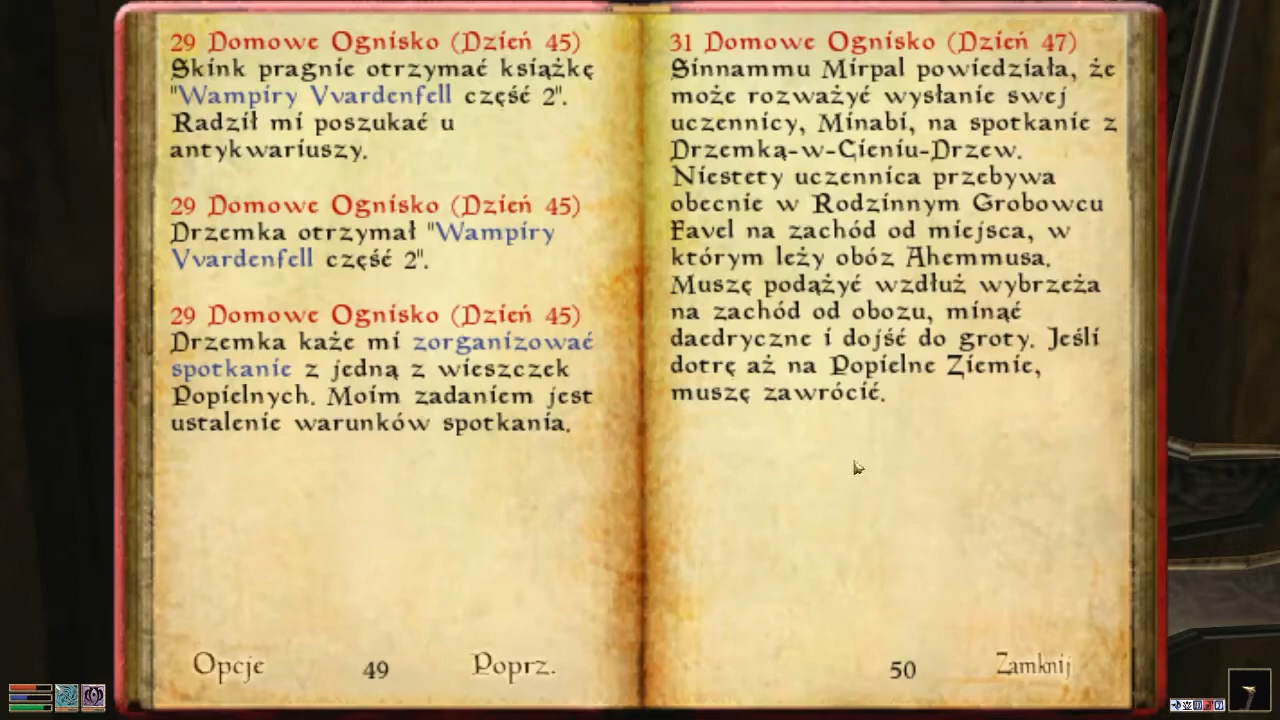 29 Domowe Ognisko (Dzień 45)
Skink pragnie otrzymać książkę
"Wampiry Vvardenfell część 2".
Radził mi poszukać u
antykwariuszy.
29 Domowe Ognisko (Dzień 45)
Drzemka otrzymał "Wampiry
Vvardenfell część 2".
29 Domowe Ognisko (Dzień 45)
Drzemka każe mi zorganizować
spotkanie z jedną z wieszczek
Popielnych. Moim zadaniem jest
ustalenie warunków spotkania.
Opcje
49
Poprz.
31 Domowe Ognisko (Dzień 47)
Sinnammu Mirpal powiedziała, że
może rozważyć wysłanie swej
uczennicy, Minabi, na spotkanie z
Drzemką-w-Cieniu-Drzew.
Niestety uczennica przebywa
obecnie w Rodzinnym Grobowcu
Favel na zachód od miejsca, w
którym leży obóz Ahemmusa.
Muszę podążyć wzdłuż wybrzeża
na zachód od obozu, minąć
daedryczne i dojść do groty. Jeśli
dotrę aż na Popielne Ziemie,
muszę zawrócić.
50
Zamknij